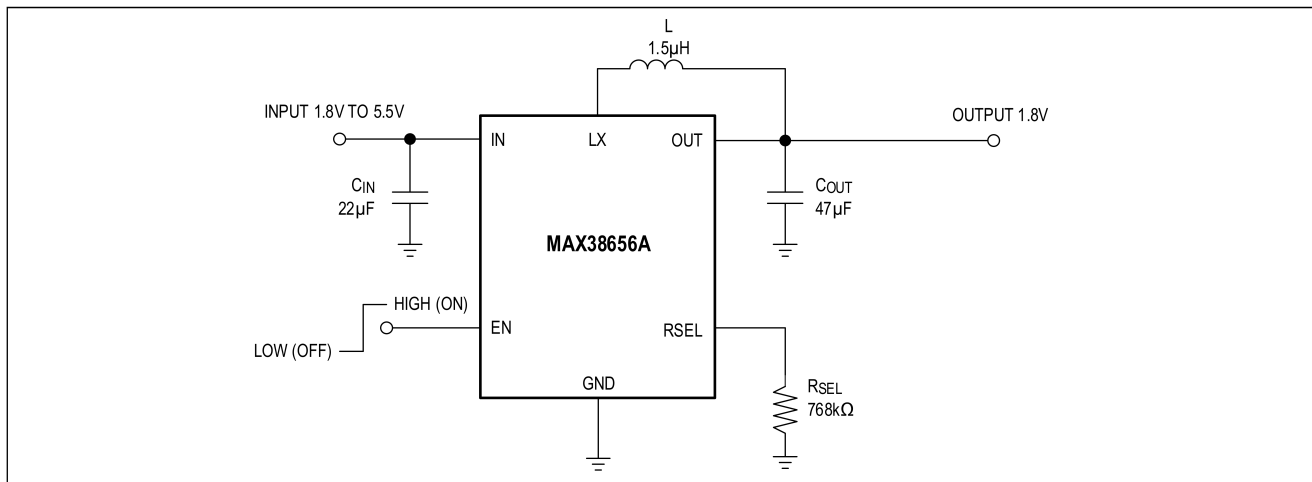 L
1.5µH
INPUT 1.8V TO 5.5V
OUTPUT 1.8V
IN
LX
OUT
CIN
22µF
COUT
47µF
MAX38656A
HIGH (ON)
LOW (OFF)
EN
RSEL
GND
RSEL
768kΩ